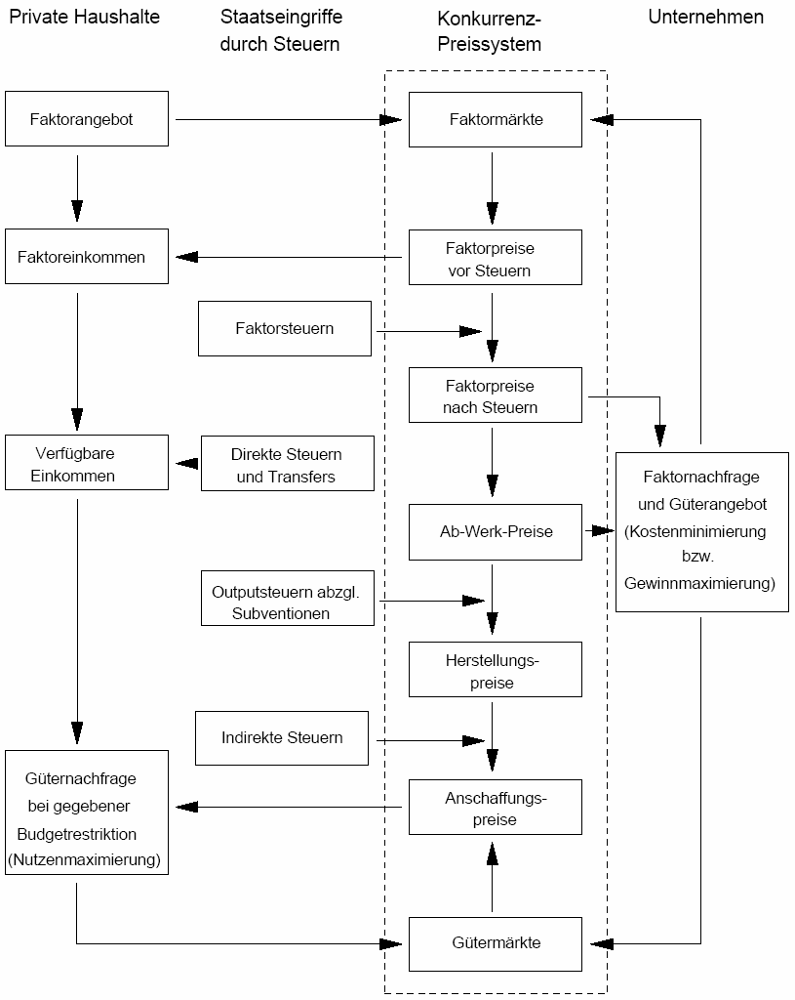 Private Haushalte
Staatseingriffe
durch Steuern
Konkurrenz-
Preissystem
Unternehmen
Faktorangebot
Faktormärkte
Faktoreinkommen
Faktorpreise
vor Steuern
Faktorsteuern
Faktorpreise
nach Steuern
Verfügbare
Einkommen
Direkte Steuern
und Transfers
Faktornachfrage
und Güterangebot
(Kostenminimierung
bzw.
Gewinnmaximierung)
Ab-Werk-Preise
Outputsteuern abzgl.
Subventionen
Herstellungs-
preise
Indirekte Steuern
Güternachfrage
bei gegebener
Budgetrestriktion
(Nutzenmaximierung)
Anschaffungs-
preise
Gütermärkte